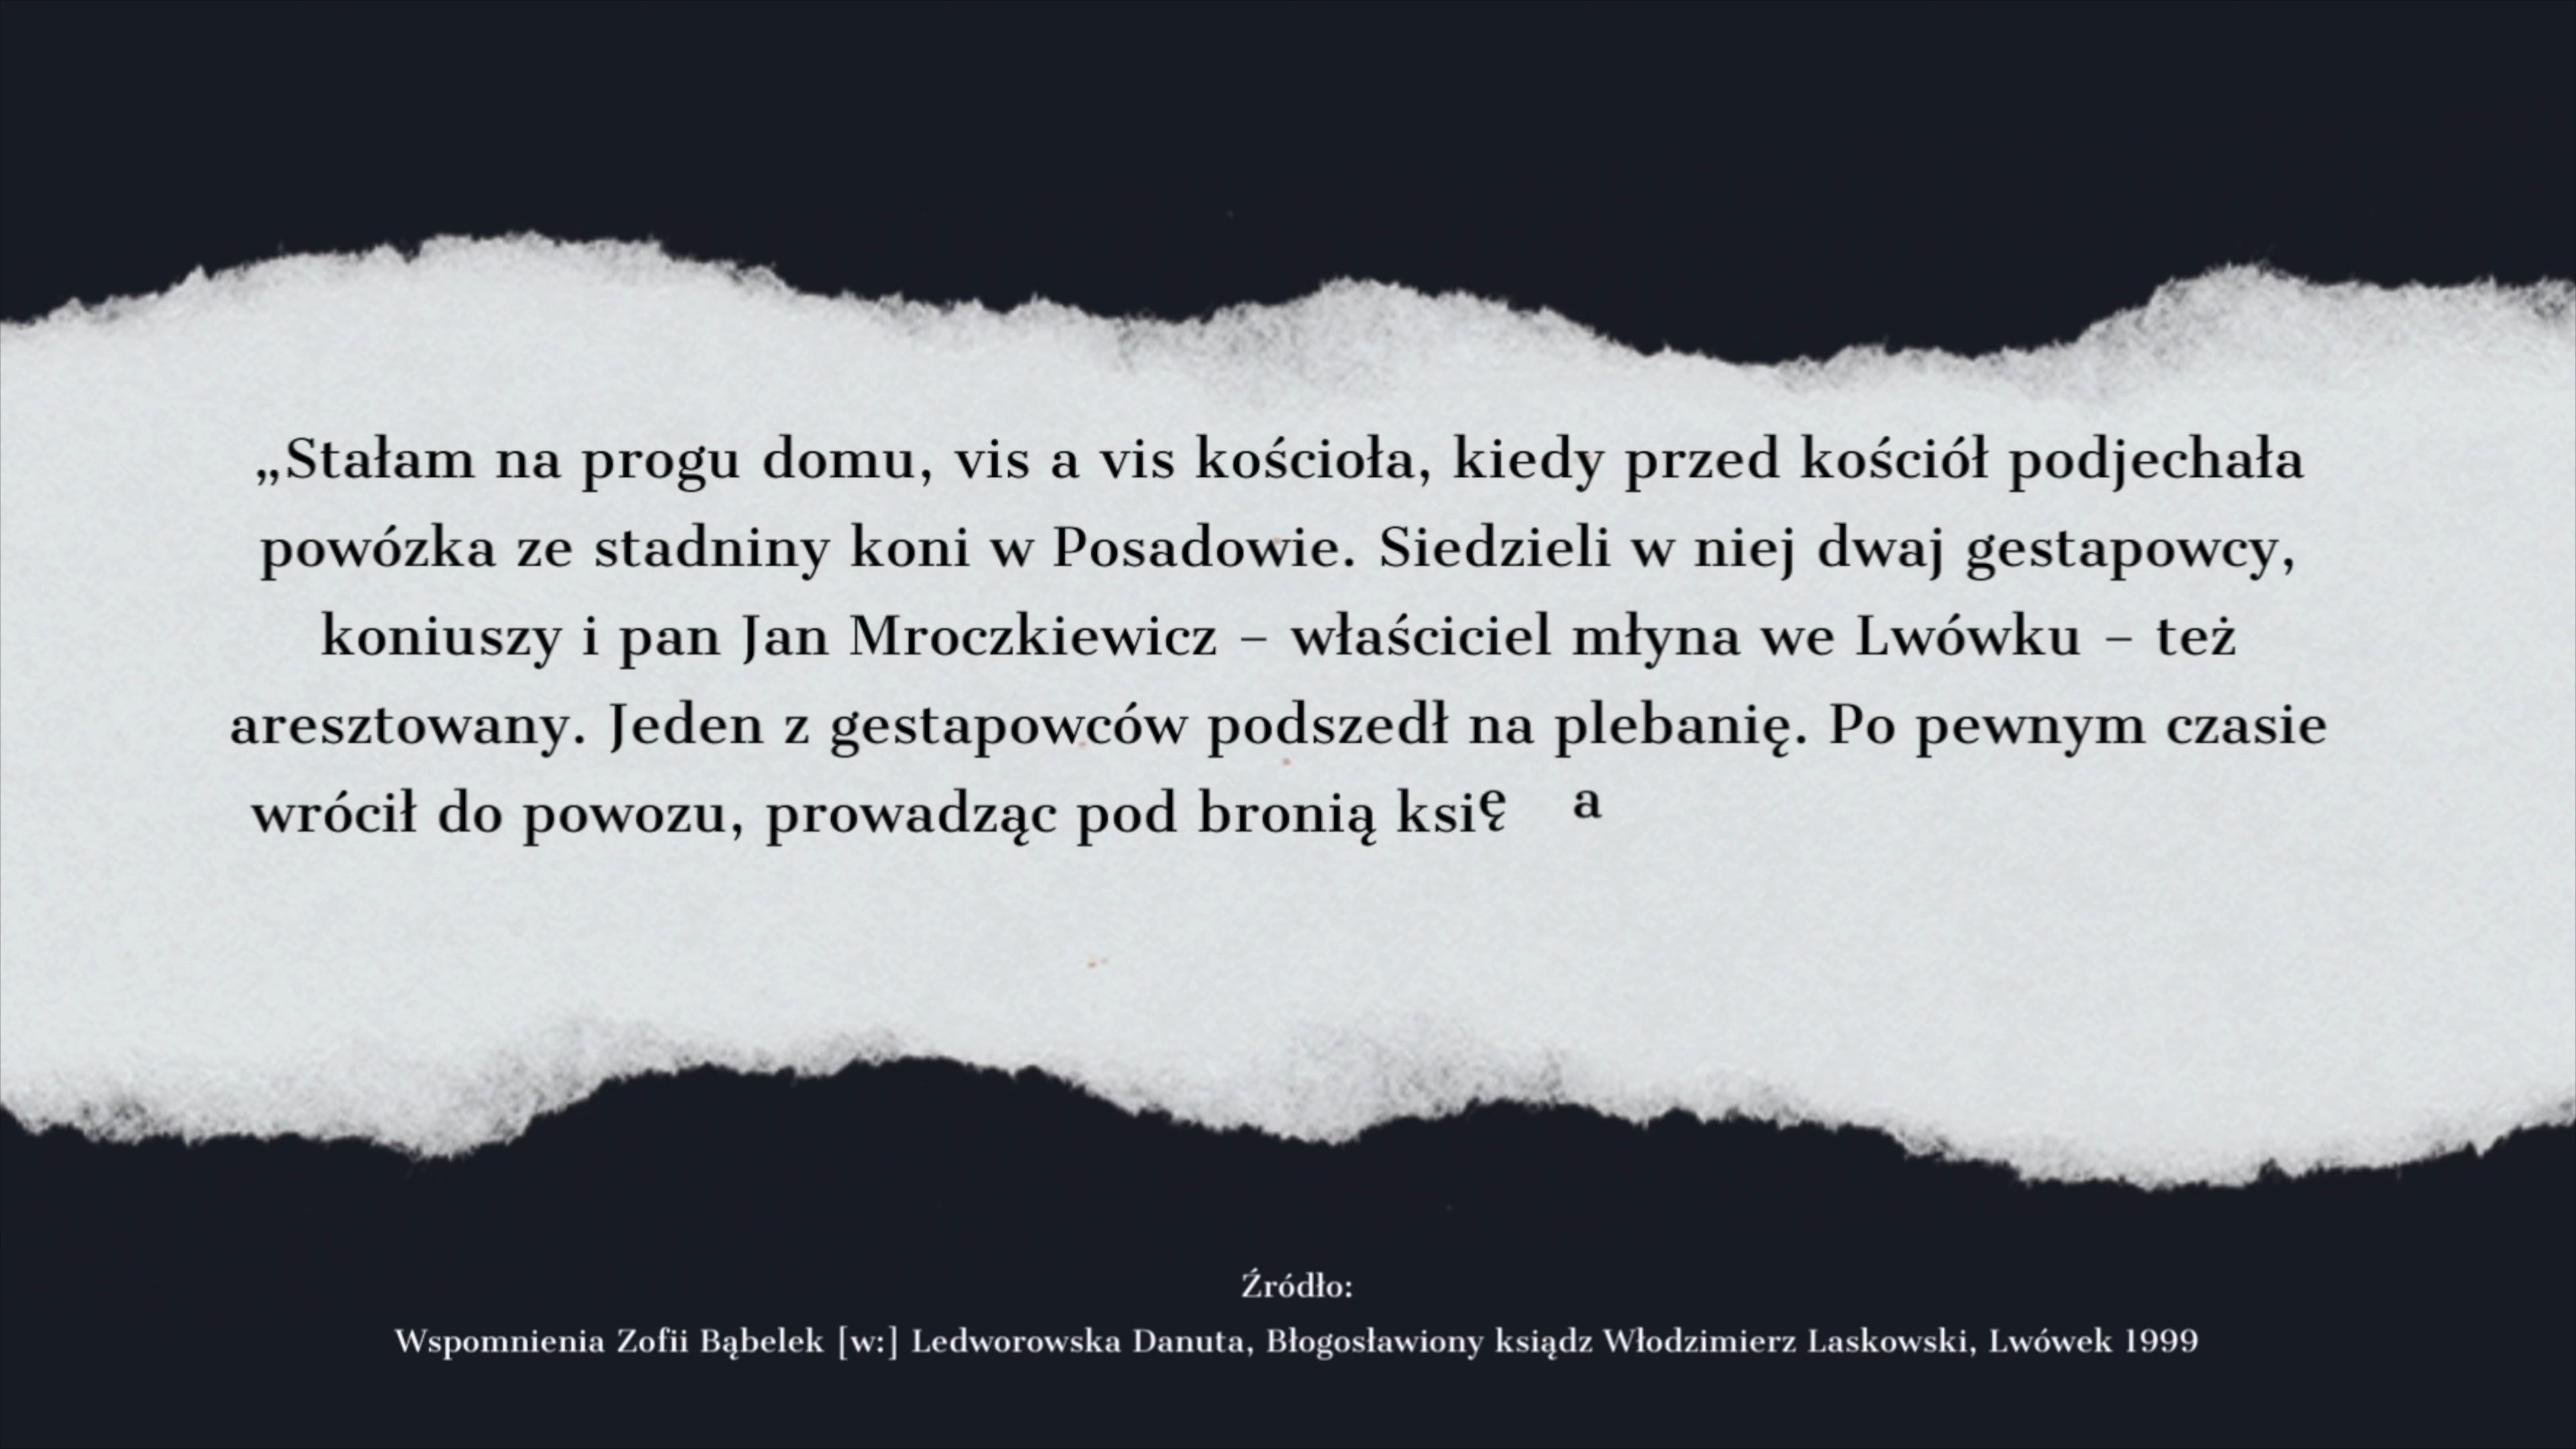 „Stałam na progu domu, vis a vis kościoła, kiedy przed kościół podjechała
powózka ze stadniny koni w Posadowie. Siedzieli w niej dwaj gestapowcy,
koniuszy i pan Jan Mroczkiewicz – właściciel młyna we Lwówku – też
aresztowany. Jeden z gestapowców podszedł na plebanię. Po pewnym czasie
wrócił do powozu, prowadząc pod bronią
Źródło:
Wspomnienia Zofii Bąbelek [w:] Ledworowska Danuta, Błogosławiony ksiądz Włodzimierz Laskowski, Lwówek 1999